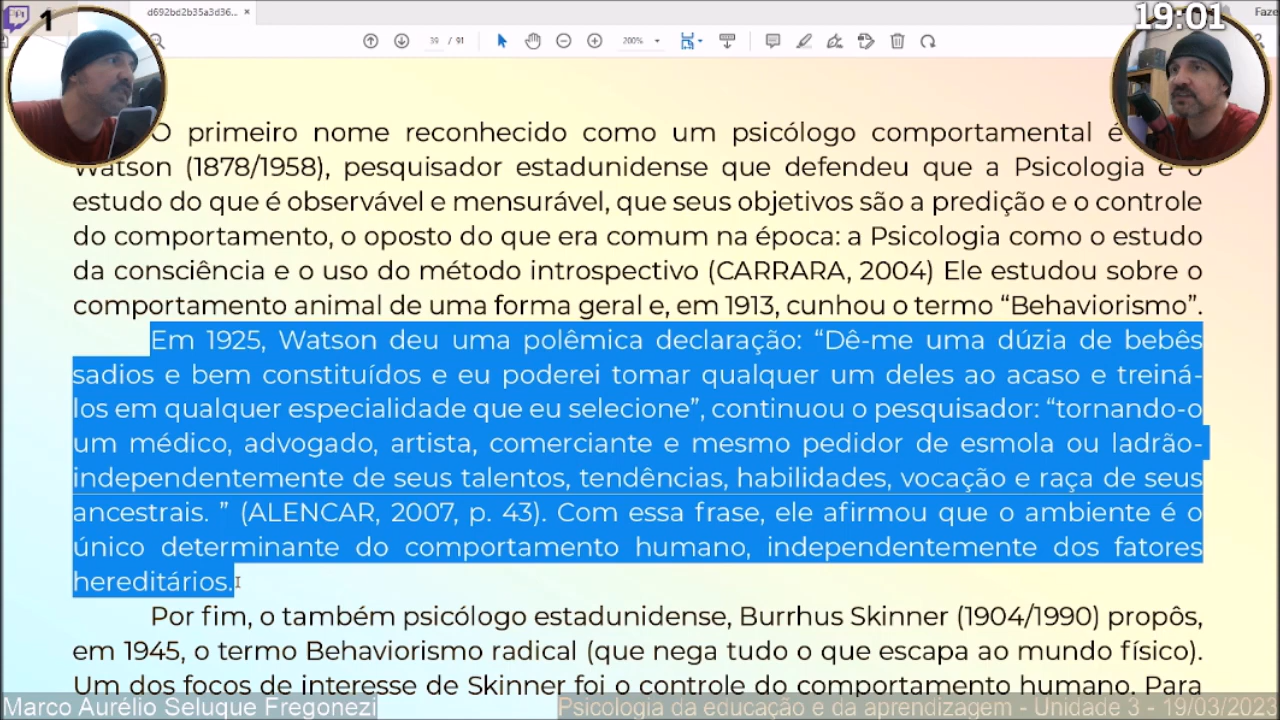 1
d692bd2b35a3d36...
×
19:01
Faze
39 / 91
200%
O primeiro nome reconhecido como um psicólogo comportamental é
Watson (1878/1958), pesquisador estadunidense que defendeu que a Psicologia é o
estudo do que é observável e mensurável, que seus objetivos são a predição e o controle
do comportamento, o oposto do que era comum na época: a Psicologia como o estudo
da consciência e o uso do método introspectivo (CARRARA, 2004) Ele estudou sobre o
comportamento animal de uma forma geral e, em 1913, cunhou o termo “Behaviorismo”.
Em 1925, Watson deu uma polêmica declaração: “Dê-me uma dúzia de bebês
sadios e bem constituídos e eu poderei tomar qualquer um deles ao acaso e treiná-
los em qualquer especialidade que eu selecione”, continuou o pesquisador: “tornando-o
um médico, advogado, artista, comerciante e mesmo pedidor de esmola ou ladrão-
independentemente de seus talentos, tendências, habilidades, vocação e raça de seus
ancestrais. ” (ALENCAR, 2007, p. 43). Com essa frase, ele afirmou que o ambiente é o
único determinante do comportamento humano, independentemente dos fatores
hereditários.
Por fim, o também psicólogo estadunidense, Burrhus Skinner (1904/1990) propôs,
em 1945, o termo Behaviorismo radical (que nega tudo o que escapa ao mundo físico).
Um dos focos de interesse de Skinner foi o controle do comportamento humano. Para
Marco Aurélio Seluque Fregonezi
Psicologia da educação e da aprendizagem - Unidade 3 - 19/03/2023